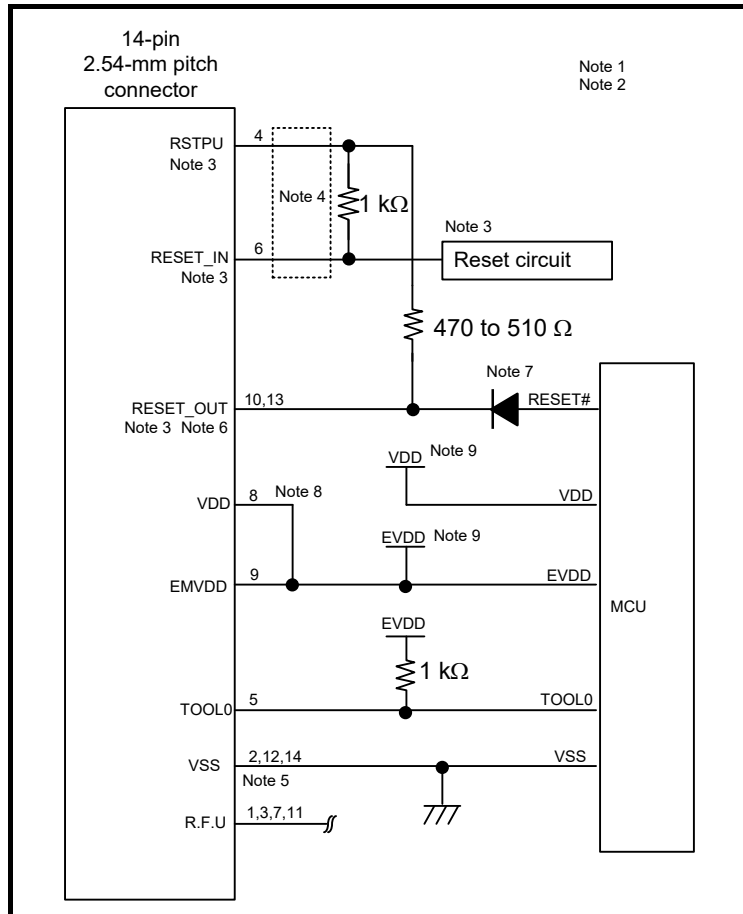 14-pin
2.54-mm pitch
connector
Note 1
Note 2
RSTPU
4
Note 3
Note 4
1 kΩ
Note 3
RESET_IN
6
Reset circuit
Note 3
470 to 510 Ω
Note 7
RESET_OUT
10,13
RESET#
Note 3 Note 6
VDD
Note 9
VDD
8
Note 8
VDD
EVDD
Note 9
EMVDD
9
EVDD
MCU
EVDD
1 kΩ
TOOL0
5
TOOL0
VSS
2,12,14
VSS
Note 5
R.F.U
1,3,7,11